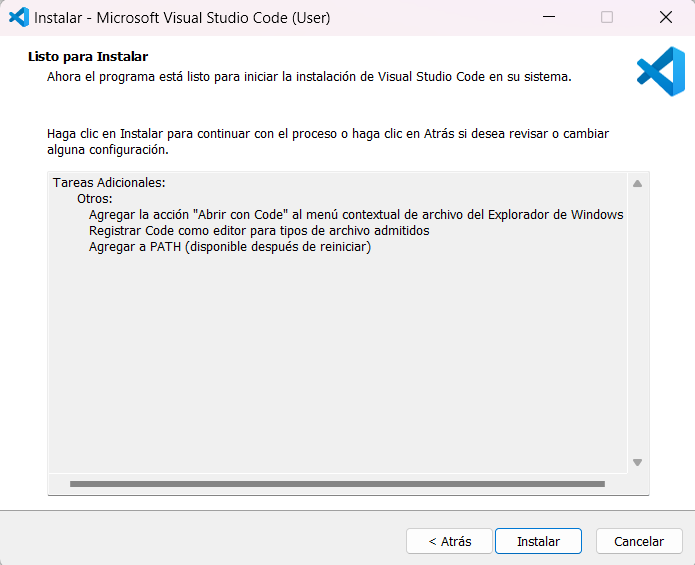 Instalar - Microsoft Visual Studio Code (User)
Listo para Instalar
Ahora el programa está listo para iniciar la instalación de Visual Studio Code en su sistema.
Haga clic en Instalar para continuar con el proceso o haga clic en Atrás si desea revisar o cambiar
alguna configuración.
Tareas Adicionales:
Otros:
Agregar la acción "Abrir con Code" al menú contextual de archivo del Explorador de Windows
Registrar Code como editor para tipos de archivo admitidos
Agregar a PATH (disponible después de reiniciar)
< Atrás Instalar Cancelar